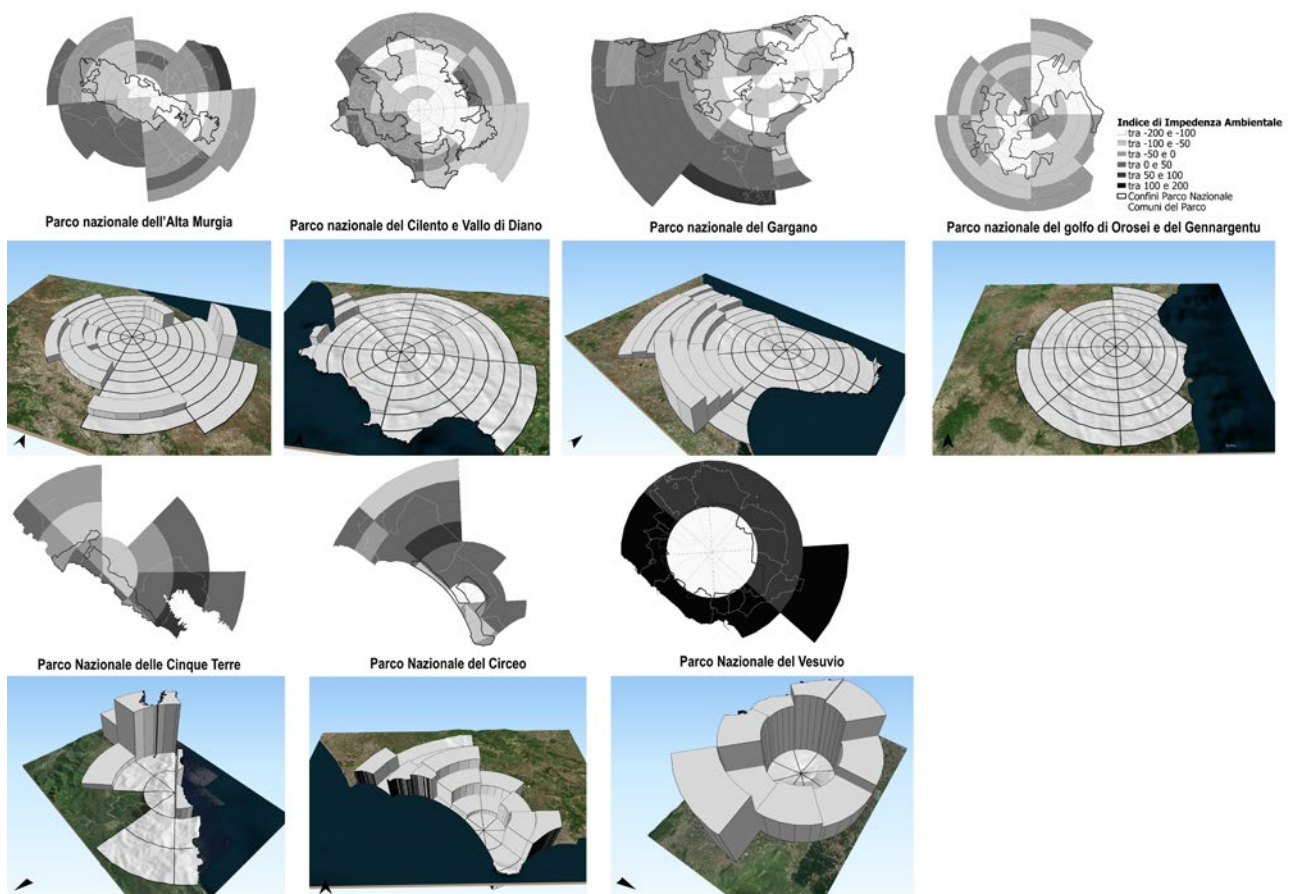 Indice di Impedenza Ambientale
tra -200 e -100
tra -100 e -50
tra -50 e 0
tra 0 e 50
tra 50 e 100
tra 100 e 200
Confini Parco Nazionale
Comuni del Parco
Parco nazionale dell'Alta Murgia
Parco nazionale del Cilento e Vallo di Diano
Parco nazionale del Gargano
Parco nazionale del golfo di Orosei e del Gennargentu
Parco Nazionale delle Cinque Terre
Parco Nazionale del Circeo
Parco Nazionale del Vesuvio